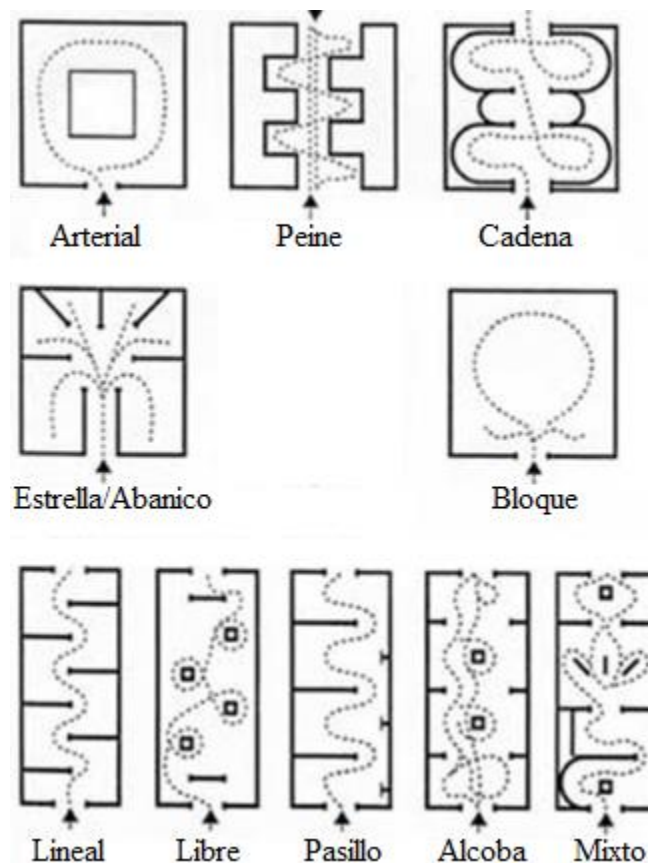 Arterial
Peine
Cadena
Estrella/Abanico
Bloque
Lineal
Libre
Pasillo
Alcoba
Mixto